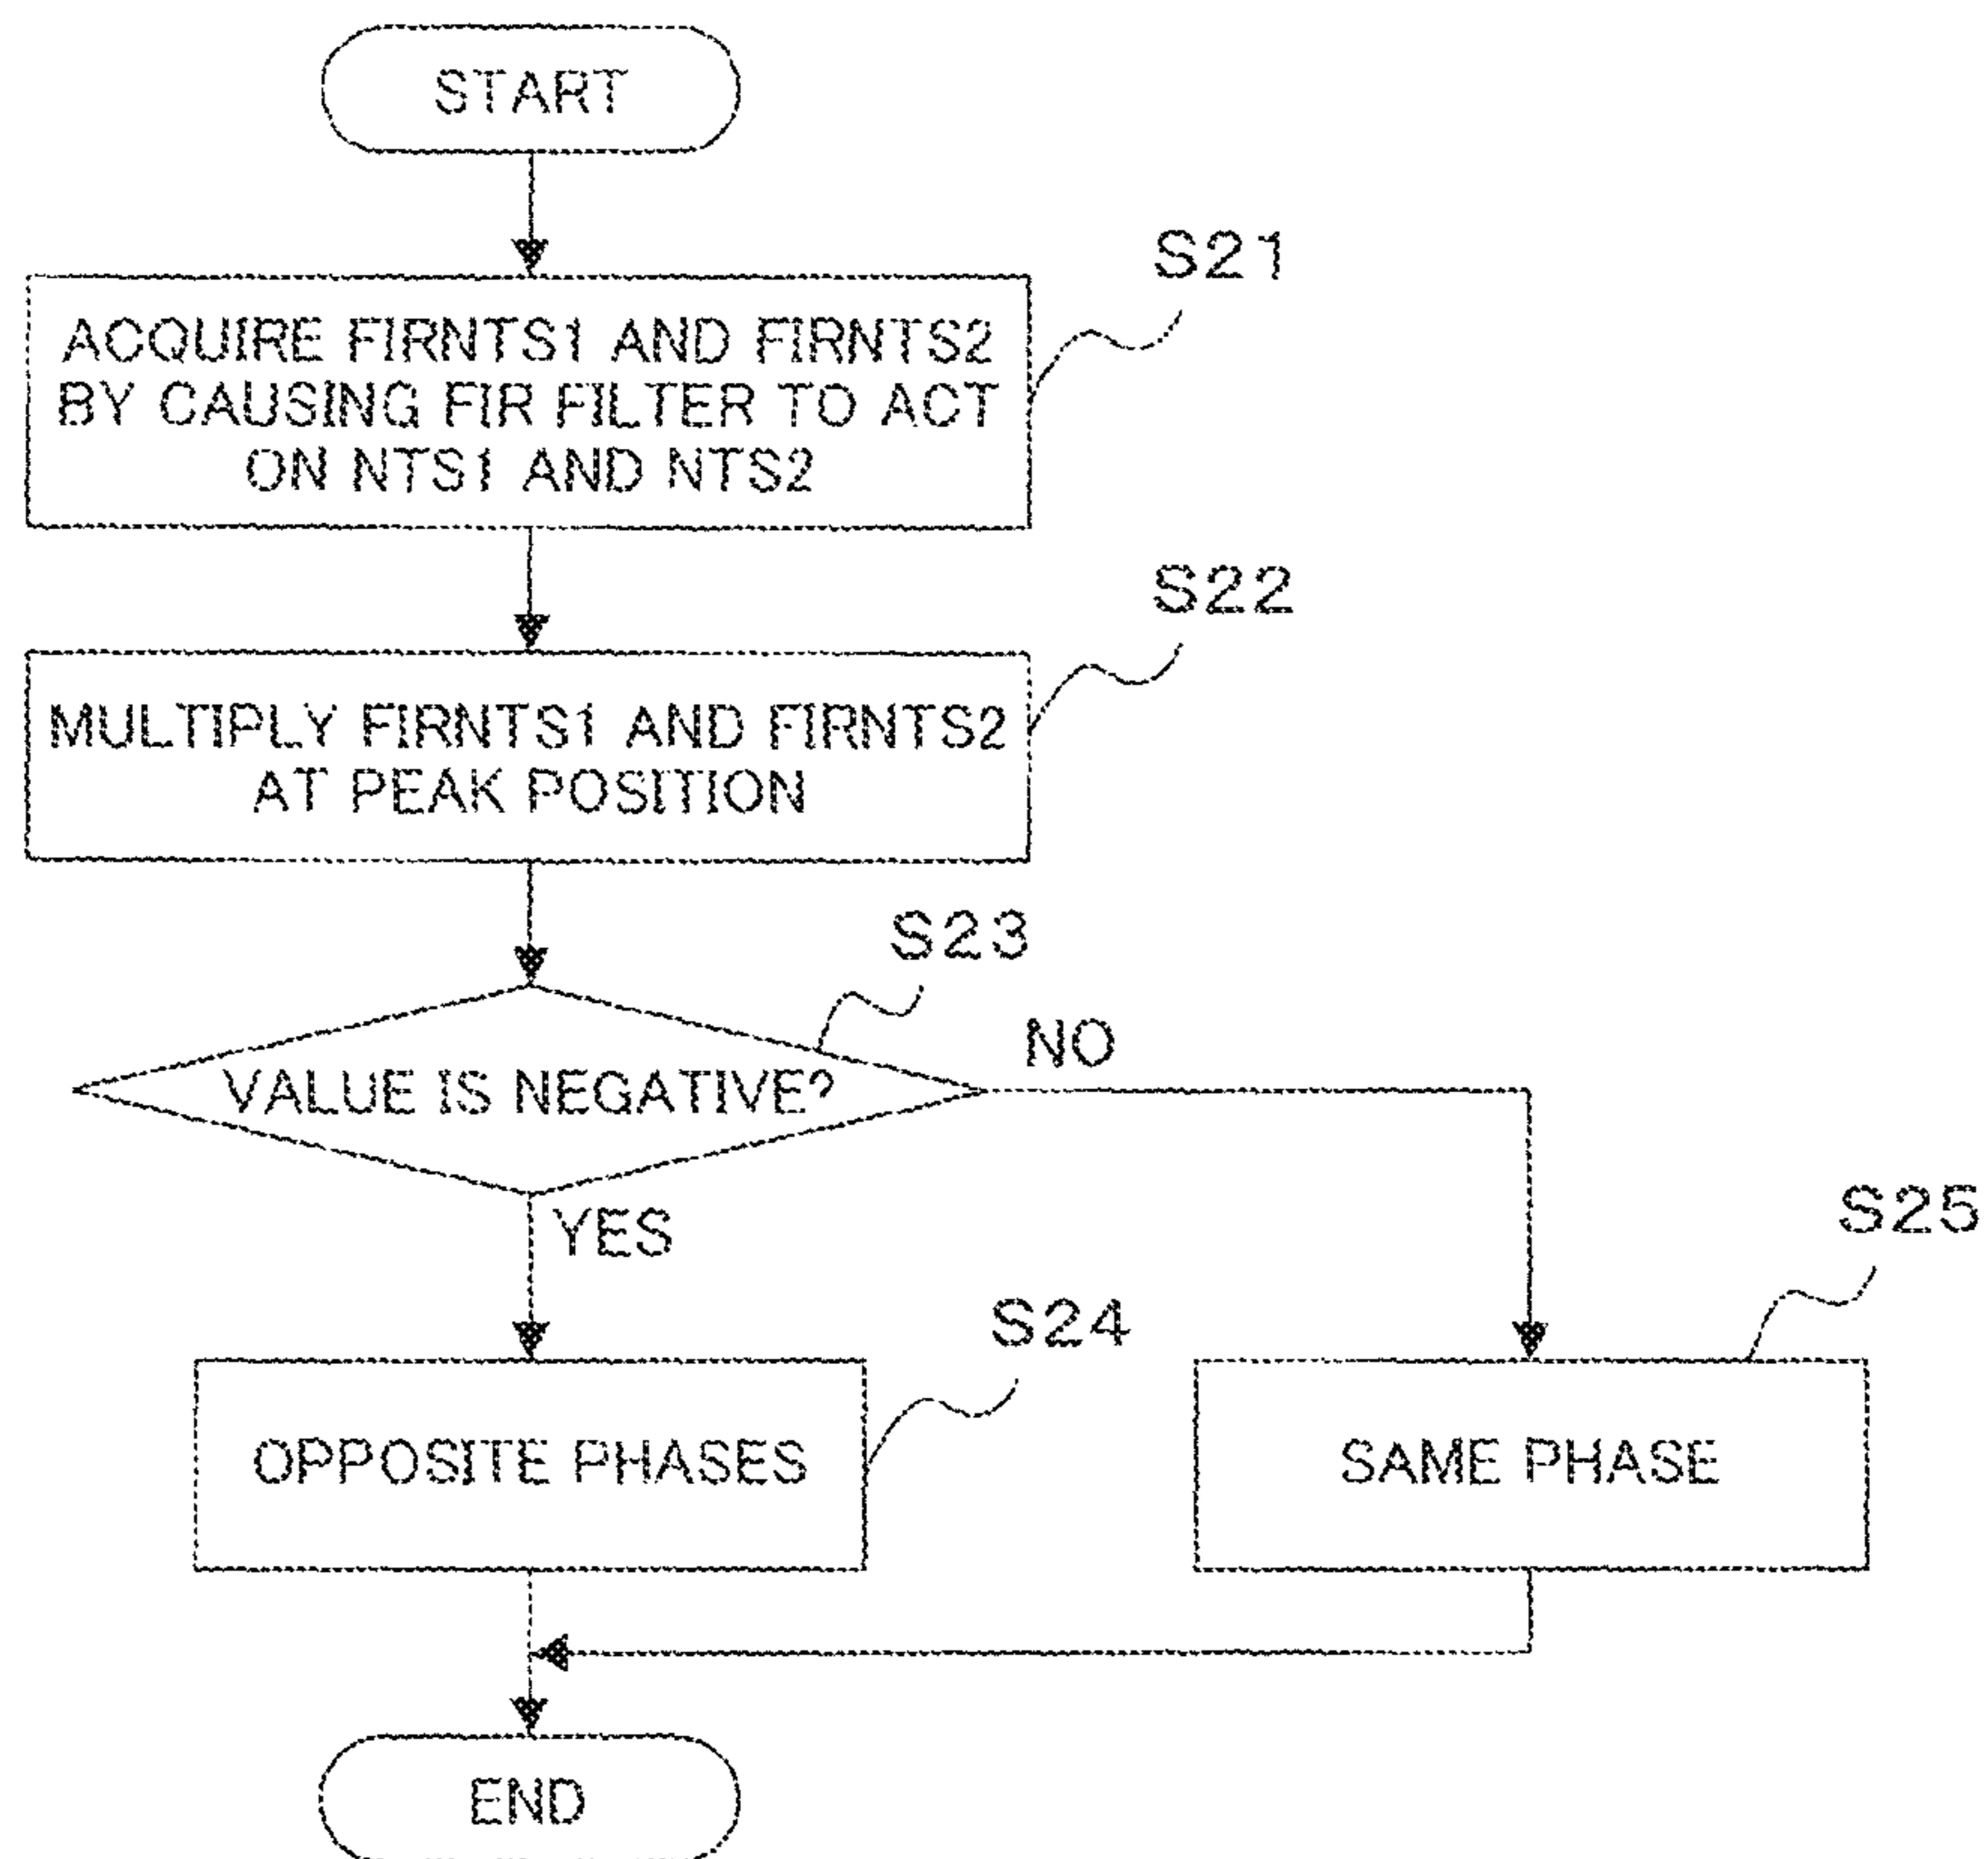 START
S21
ACQUIRE FIRNTS1 AND FIRNTS2
BY CAUSING FIR FILTER TO ACT
ON NTS1 AND NTS2
S22
MULTIPLY FIRNTS1 AND FIRNTS2
AT PEAK POSITION
S23
VALUE IS NEGATIVE?
NO
YES
S24
OPPOSITE PHASES
S25
SAME PHASE
END